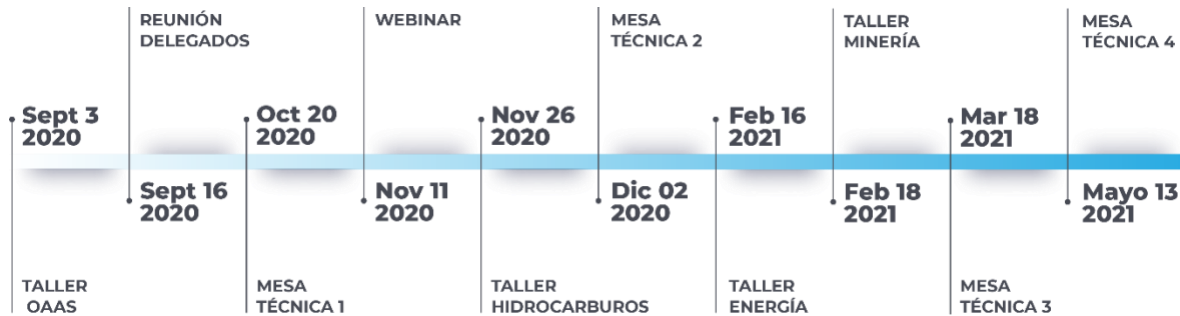 REUNIÓN
DELEGADOS
WEBINAR
MESA
TÉCNICA 2
TALLER
MINERÍA
MESA
TÉCNICA 4
Sept 3
2020
Oct 20
2020
Nov 26
2020
Feb 16
2021
Mar 18
2021
Sept 16
2020
Nov 11
2020
Dic 02
2020
Feb 18
2021
Mayo 13
2021
TALLER
OAAS
MESA
TÉCNICA 1
TALLER
HIDROCARBUROS
TALLER
ENERGÍA
MESA
TÉCNICA 3